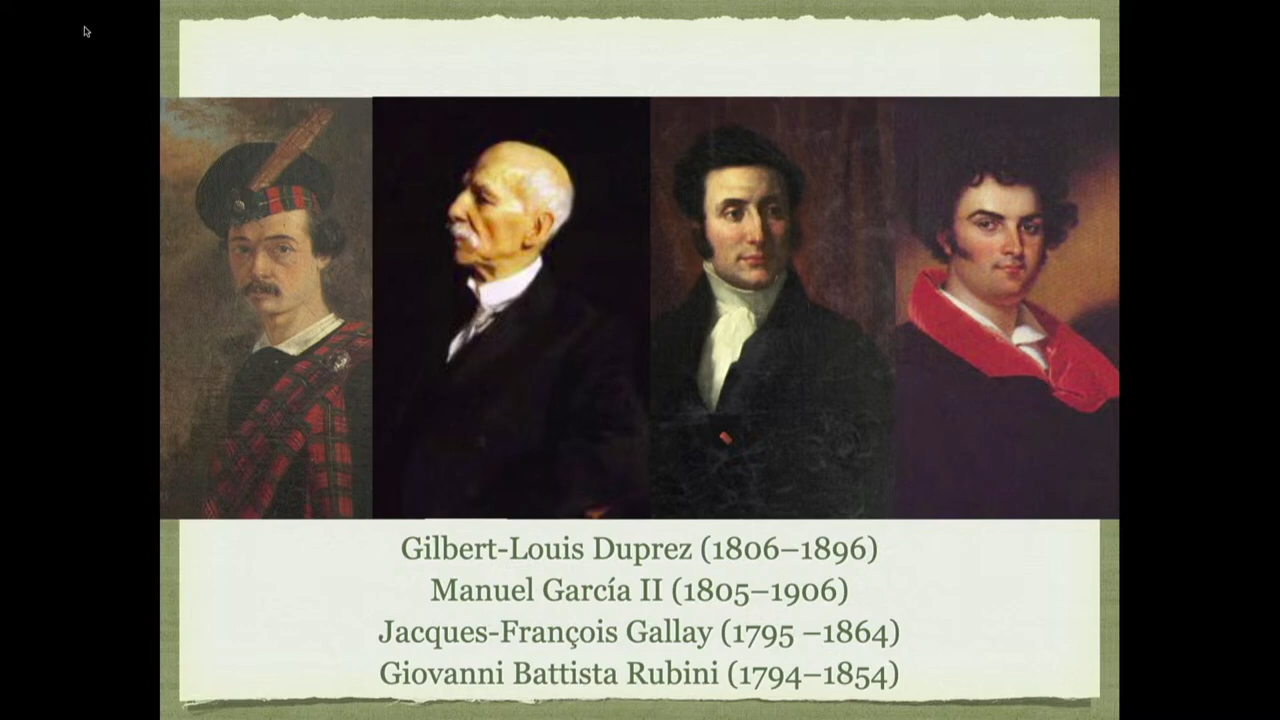 Gilbert-Louis Duprez (1806–1896)
Manuel García II (1805–1906)
Jacques-François Gallay (1795 –1864)
Giovanni Battista Rubini (1794–1854)